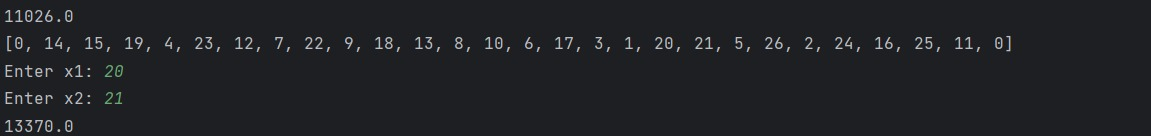 11026.0
[0, 14, 15, 19, 4, 23, 12, 7, 22, 9, 18, 13, 8, 10, 6, 17, 3, 1, 20, 21, 5, 26, 2, 24, 16, 25, 11, 0]
Enter x1: 20
Enter x2: 21
13370.0